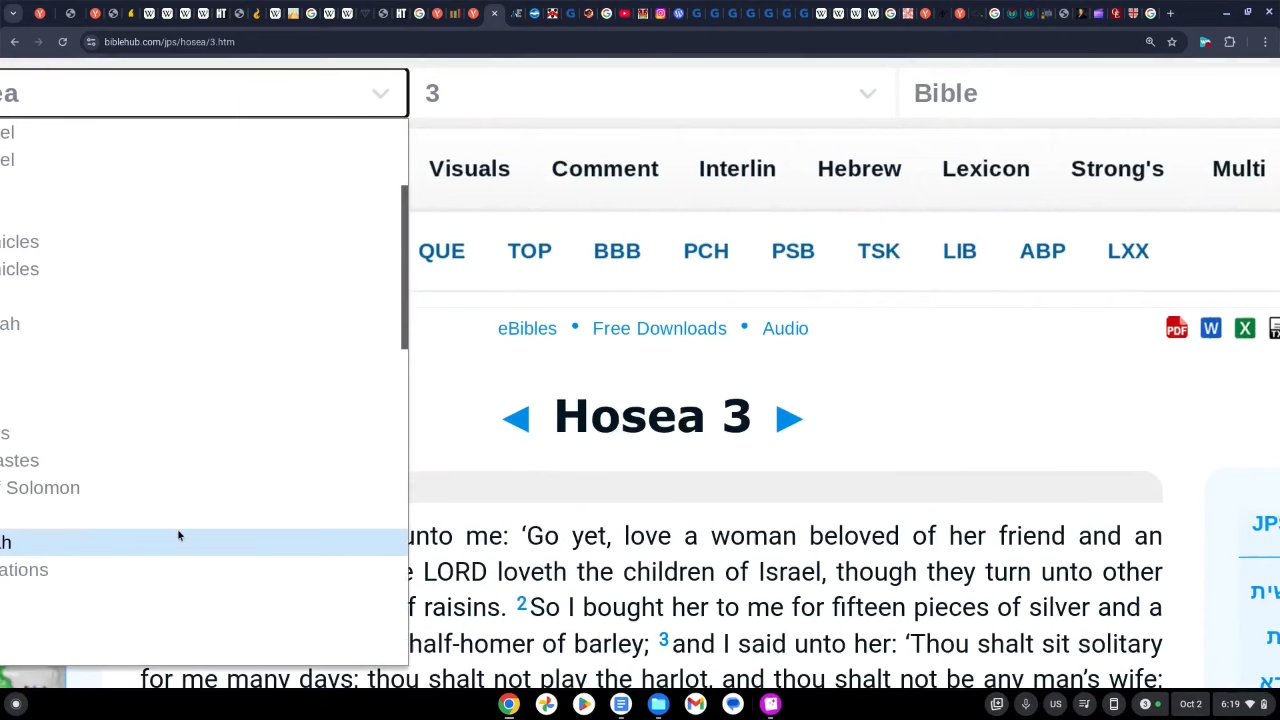 biblehub.com/jps/hosea/3.htm
ea
3
Bible
el
el
Visuals Comment Interlin Hebrew Lexicon Strong's Multi
icles
icles
QUE TOP BBB PCH PSB TSK LIB ABP LXX
ah
eBibles • Free Downloads • Audio
PDF W X
Hosea 3
s
astes
f Solomon
h
ations
unto me: ‘Go yet, love a woman beloved of her friend and an
e LORD loveth the children of Israel, though they turn unto other
f raisins. 2 So I bought her to me for fifteen pieces of silver and a
half-homer of barley; 3 and I said unto her: ‘Thou shalt sit solitary
for me many days; thou shalt not play the harlot, and thou shalt not be any man’s wife;
JPS
שית
ת
US
3
Oct 2
6:19